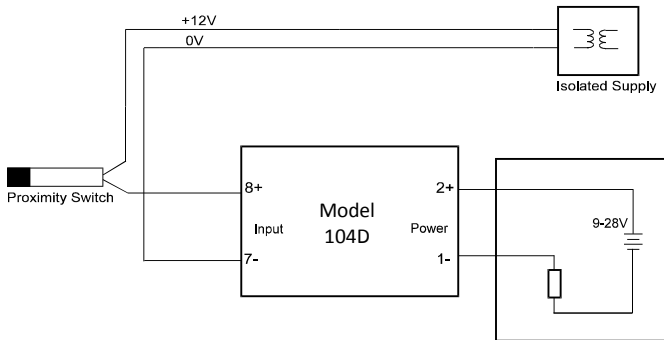 +12V
0V
Isolated Supply
Proximity Switch
8+
2+
Model
104D
Input
Power
7-
1-
9-28V